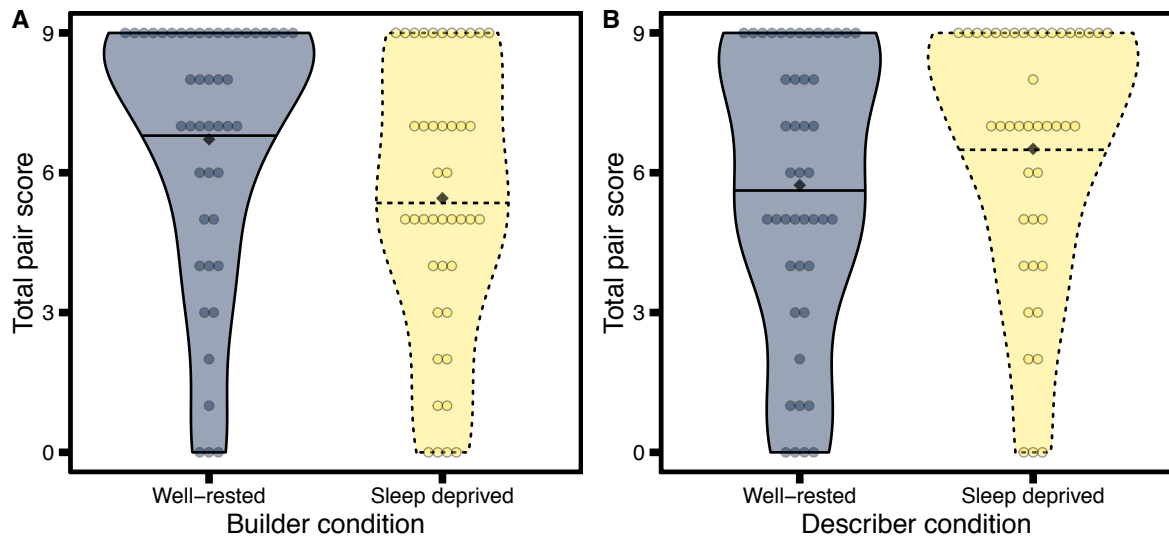 A
Total pair score
9
6
3
0
Well−rested
Sleep deprived
Builder condition
B
Total pair score
9
6
3
0
Well−rested
Sleep deprived
Describer condition